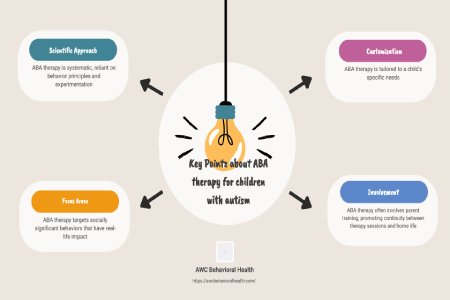 Scientific Approach
ABA therapy is systematic, reliant on
behavior principles and
experimentation
Customization
ABA therapy is tailored to a child's
specific needs
Key Points about ABA
therapy for children
with autism
Focus Areas
ABA therapy targets socially
significant behaviors that have real-
life impact
Involvement
ABA therapy often involves parent
training, promoting continuity between
therapy sessions and home life
AWC Behavioral Health
https://awcbehavioralhealth.com/